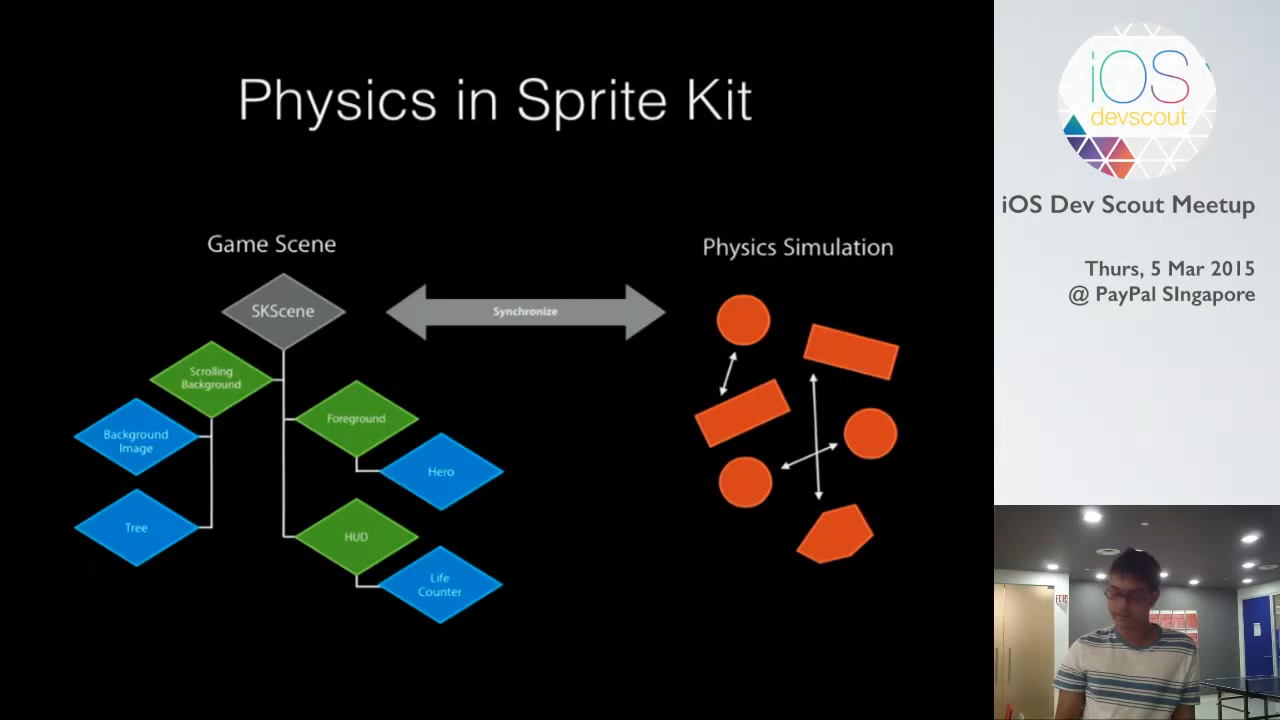 Physics in Sprite Kit
Game Scene
SKScene
Synchronize
Physics Simulation
Scrolling
Background
Background
Image
Tree
Foreground
Hero
HUD
Life
Counter
iOS
devscout
iOS Dev Scout Meetup
Thurs, 5 Mar 2015
@ PayPal SIngapore